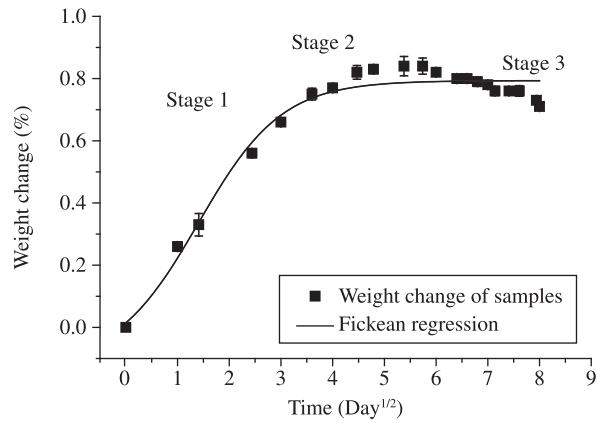 1.0
0.8
0.6
0.4
0.2
0.0
Weight change (%)
Stage 1
Stage 2
Stage 3
Weight change of samples
Fickean regression
0 1 2 3 4 5 6 7 8 9
Time (Day¹/²)